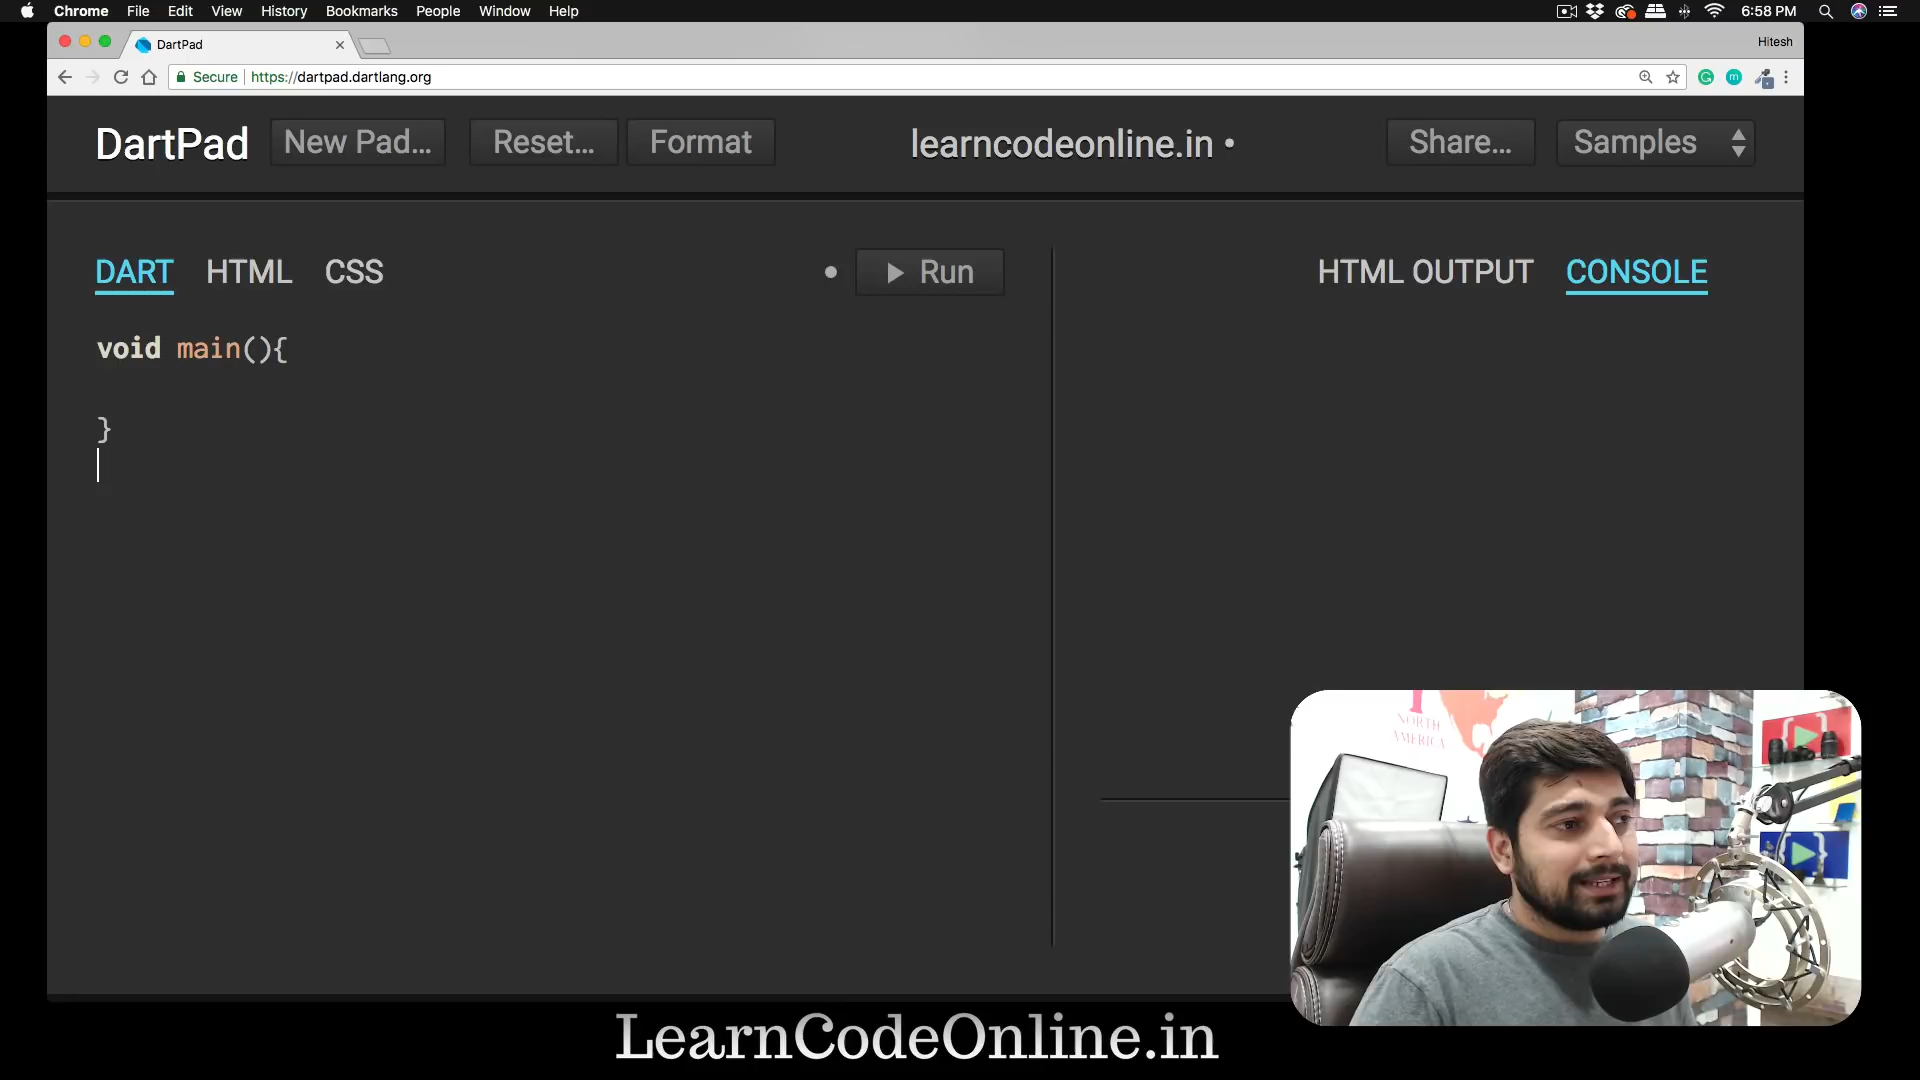 Chrome File Edit View History Bookmarks People Window Help 6:58 PM
DartPad Hitesh
Secure https://dartpad.dartlang.org
DartPad New Pad... Reset... Format learncodeonline.in • Share... Samples
DART HTML CSS Run HTML OUTPUT CONSOLE
void main(){
}
NORTH
AMERICA
LearnCodeOnline.in